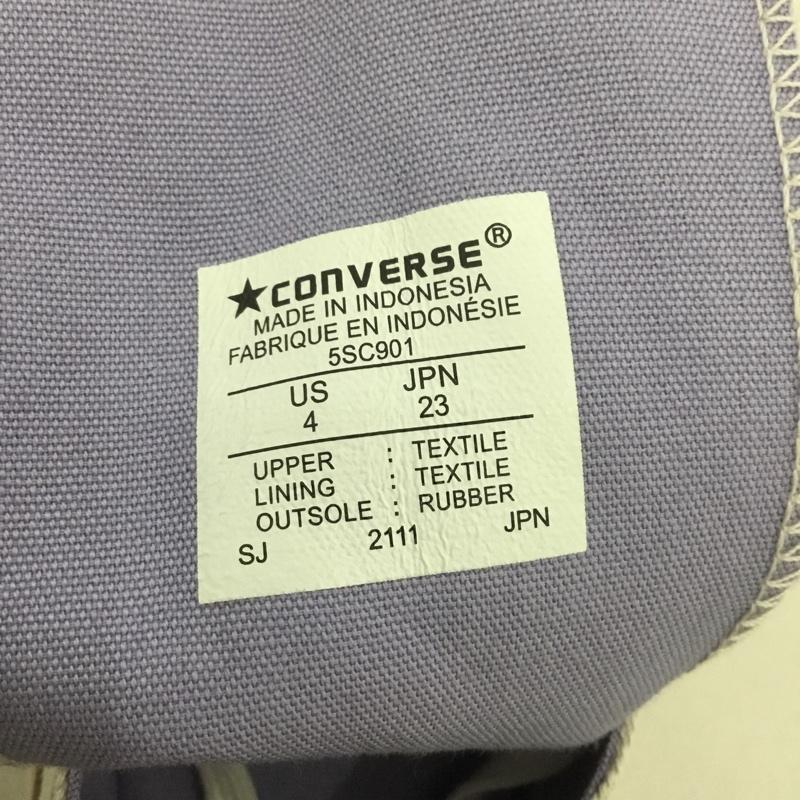 ★CONVERSE®
MADE IN INDONESIA
FABRIQUE EN INDONÉSIE
5SC901
US JPN
4 23
UPPER : TEXTILE
LINING : TEXTILE
OUTSOLE : RUBBER
SJ 2111 JPN